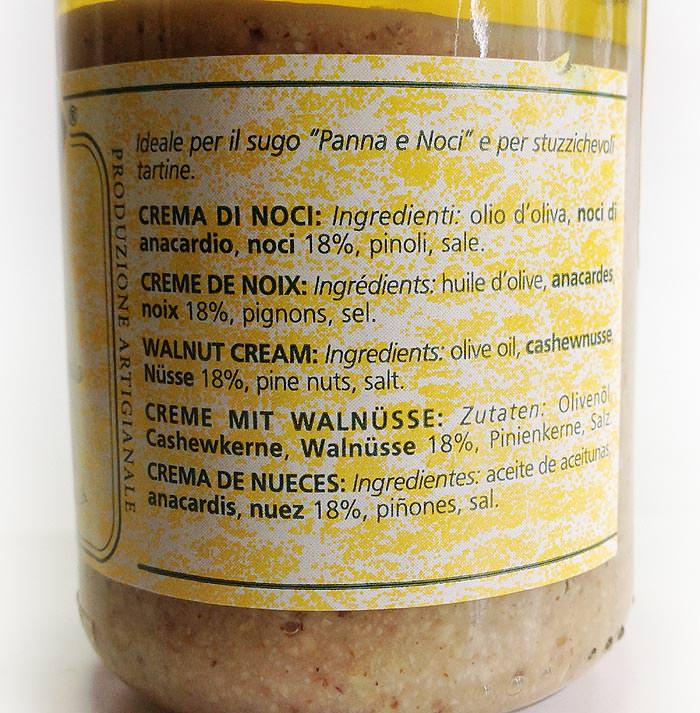 ®
PRODUZIONE ARTIGIANALE
Ideale per il sugo "Panna e Noci" e per stuzzichevoli
tartine.
CREMA DI NOCI: Ingredienti: olio d'oliva, noci di
anacardio, noci 18%, pinoli, sale.
CREME DE NOIX: Ingrédients: huile d'olive, anacardes,
noix 18%, pignons, sel.
WALNUT CREAM: Ingredients: olive oil, cashewnusse,
Nüsse 18%, pine nuts, salt.
CREME MIT WALNÜSSE: Zutaten: Olivenöl,
Cashewkerne, Walnüsse 18%, Pinienkerne, Salz.
CREMA DE NUECES: Ingredientes: aceite de aceitunas,
anacardis, nuez 18%, piñones, sal.